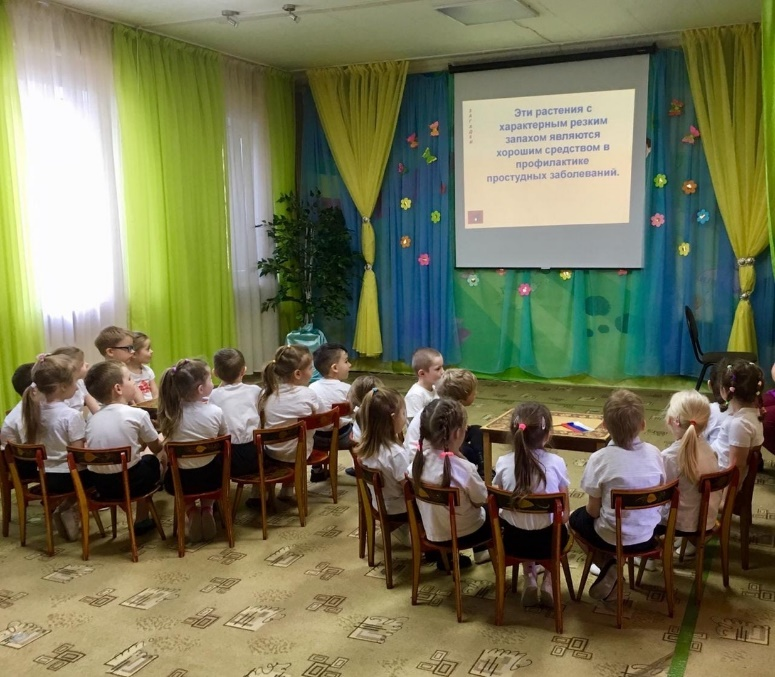 Эти растения с
характерным резким
запахом являются
хорошим средством в
профилактике
простудных заболеваний.